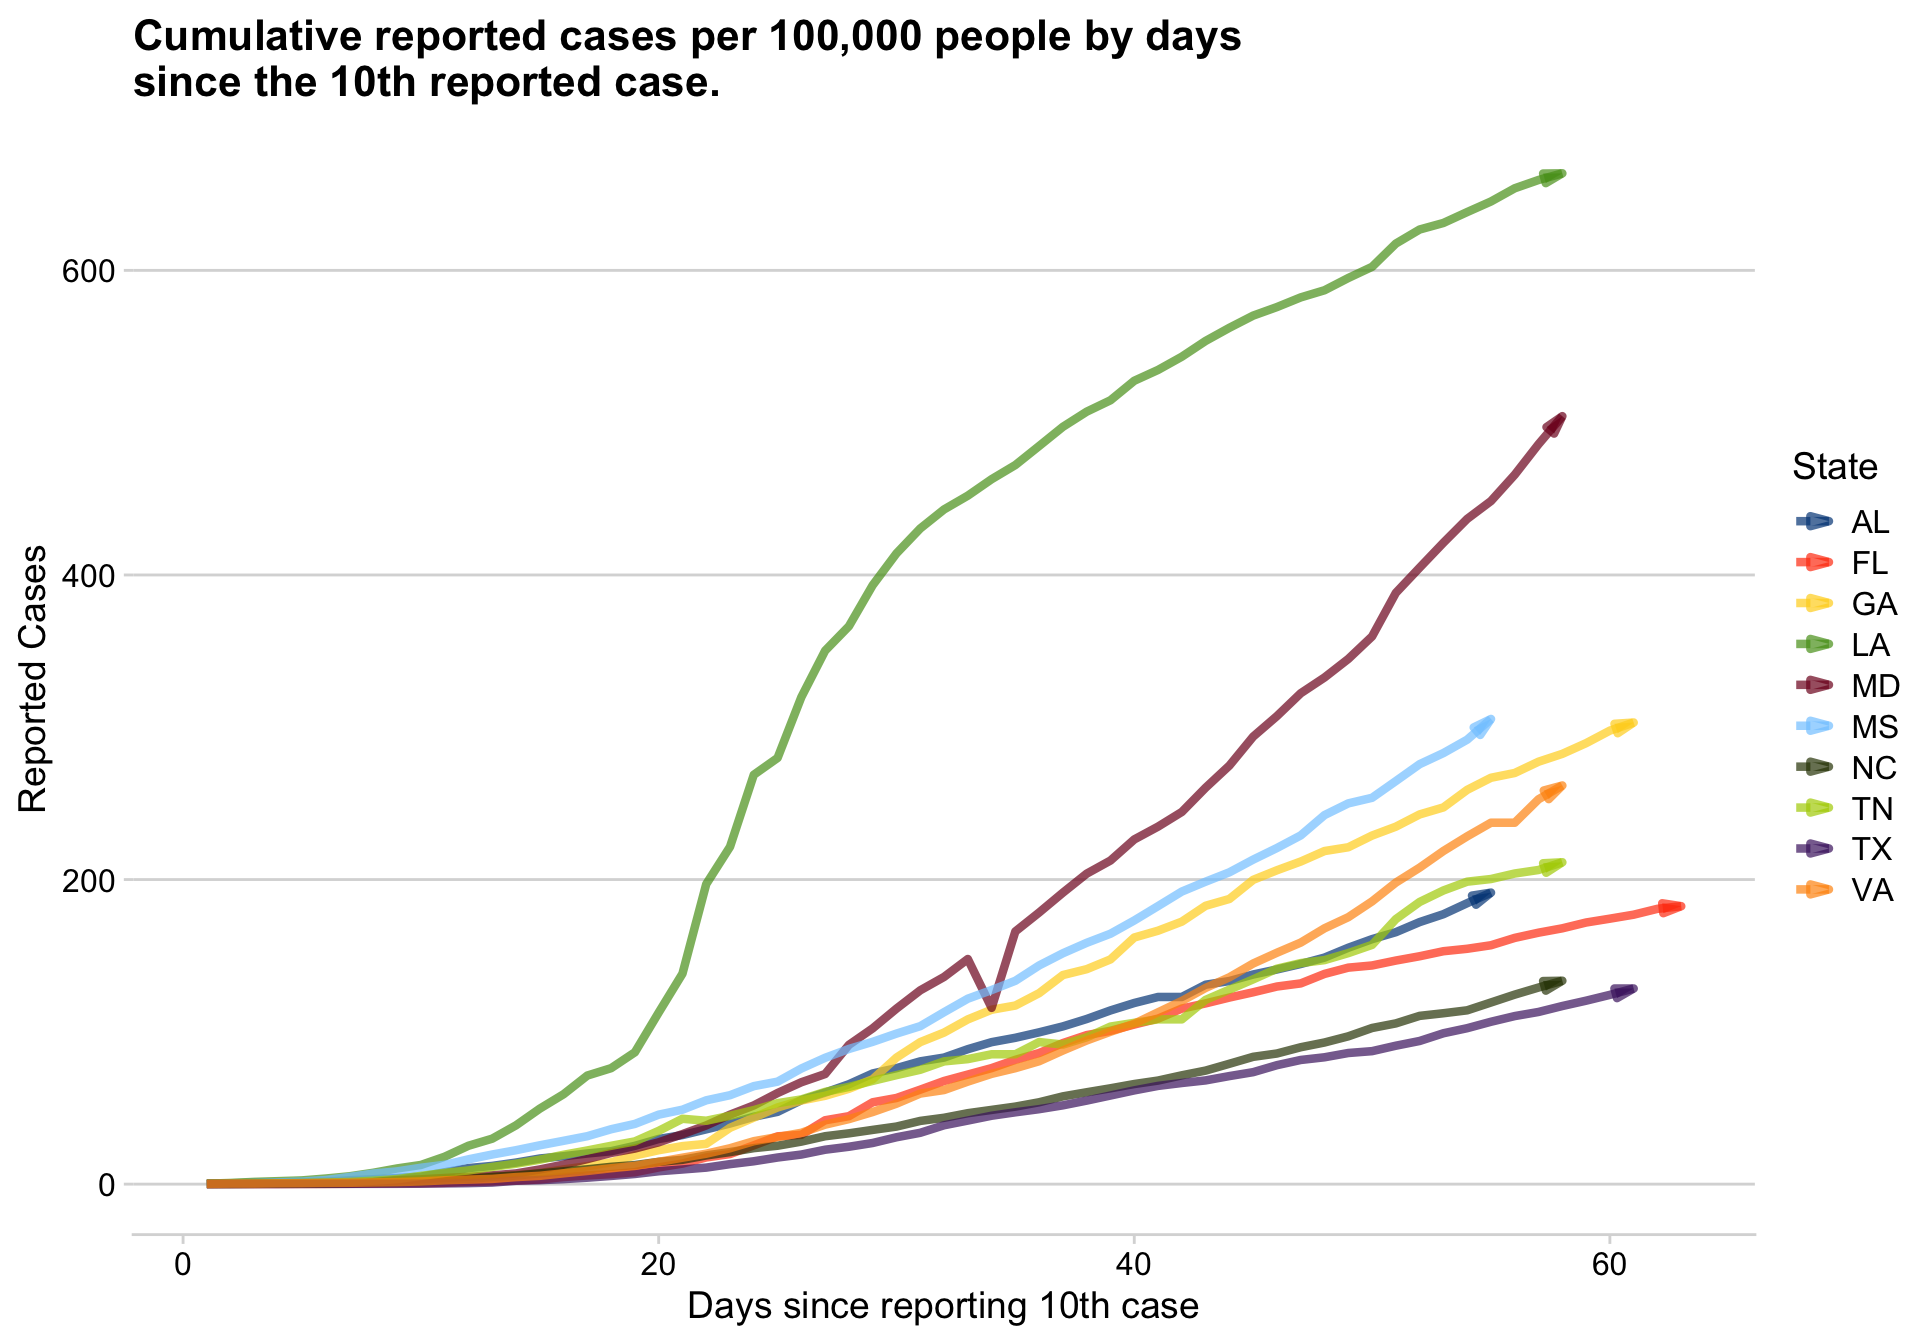 Cumulative reported cases per 100,000 people by days
since the 10th reported case.
Reported Cases
600
400
200
0
0
20
40
60
Days since reporting 10th case
State
AL
FL
GA
LA
MD
MS
NC
TN
TX
VA